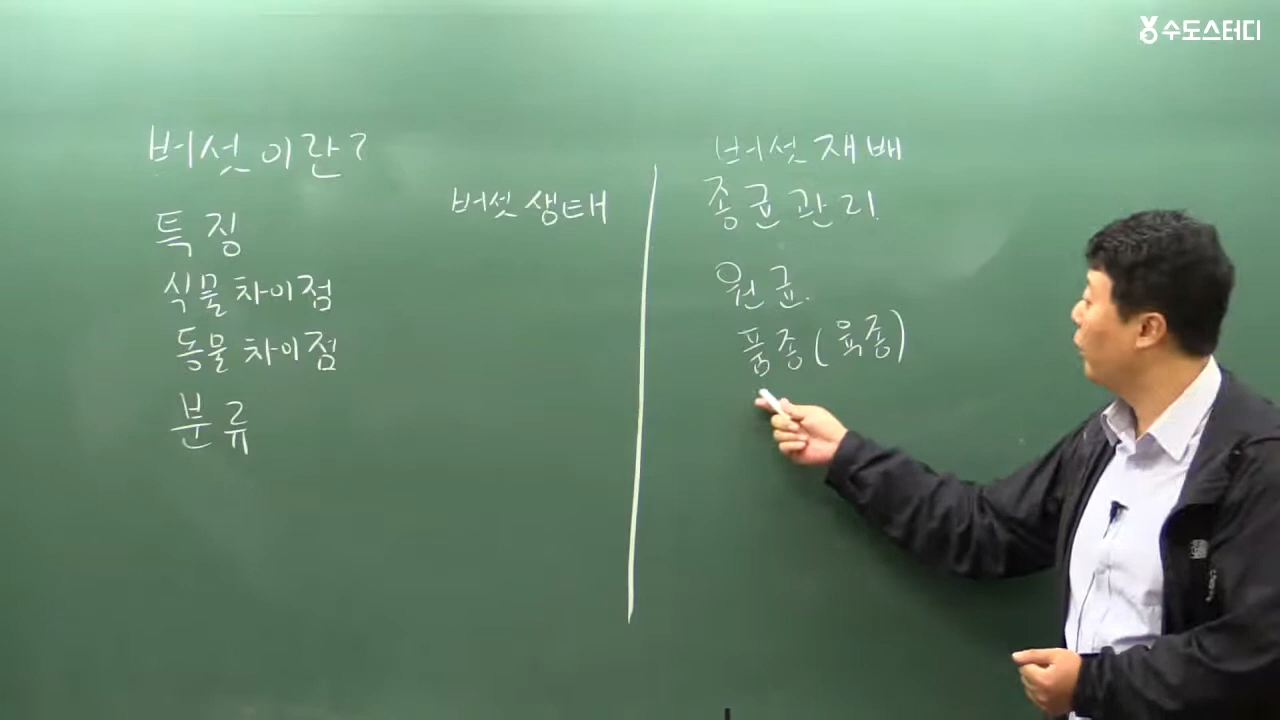 수도스터디
버섯이란?
특징
식물 차이점
동물 차이점
분류
버섯 생태
버섯재배
종균관리
원균
품종(육종)